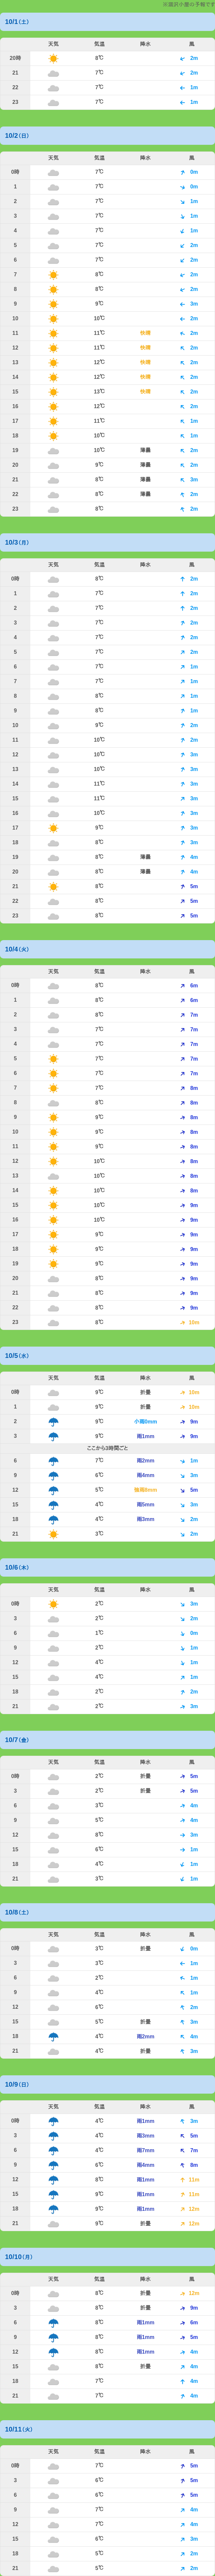 ※涸沢小屋の予報です
10/1(土)
天気 気温 降水 風
20時 8℃ 2m
21 7℃ 2m
22 7℃ 1m
23 7℃ 1m
10/2(日)
天気 気温 降水 風
0時 7℃ 0m
1 7℃ 0m
2 7℃ 1m
3 7℃ 1m
4 7℃ 1m
5 7℃ 2m
6 7℃ 2m
7 8℃ 2m
8 8℃ 2m
9 9℃ 3m
10 10℃ 2m
11 11℃ 快晴 2m
12 11℃ 快晴 2m
13 12℃ 快晴 2m
14 12℃ 快晴 2m
15 13℃ 快晴 2m
16 12℃ 2m
17 11℃ 1m
18 10℃ 1m
19 10℃ 薄曇 2m
20 9℃ 薄曇 2m
21 8℃ 薄曇 3m
22 8℃ 薄曇 2m
23 8℃ 2m
10/3(月)
天気 気温 降水 風
0時 8℃ 2m
1 7℃ 2m
2 7℃ 2m
3 7℃ 2m
4 7℃ 2m
5 7℃ 2m
6 7℃ 1m
7 7℃ 1m
8 8℃ 1m
9 8℃ 1m
10 9℃ 2m
11 10℃ 2m
12 10℃ 3m
13 10℃ 3m
14 11℃ 3m
15 11℃ 3m
16 10℃ 3m
17 9℃ 3m
18 8℃ 3m
19 8℃ 薄曇 4m
20 8℃ 薄曇 4m
21 8℃ 5m
22 8℃ 5m
23 8℃ 5m
10/4(火)
天気 気温 降水 風
0時 8℃ 6m
1 8℃ 6m
2 8℃ 7m
3 7℃ 7m
4 7℃ 7m
5 7℃ 7m
6 7℃ 7m
7 7℃ 8m
8 8℃ 8m
9 9℃ 8m
10 9℃ 8m
11 9℃ 8m
12 10℃ 8m
13 10℃ 8m
14 10℃ 8m
15 10℃ 9m
16 10℃ 9m
17 9℃ 9m
18 9℃ 9m
19 9℃ 9m
20 8℃ 9m
21 8℃ 9m
22 8℃ 9m
23 8℃ 10m
10/5(水)
天気 気温 降水 風
0時 9℃ 折曇 10m
1 9℃ 折曇 10m
2 9℃ 小雨0mm 9m
3 9℃ 雨1mm 9m
ここから3時間ごと
6 7℃ 雨2mm 1m
9 6℃ 雨4mm 3m
12 5℃ 強雨8mm 5m
15 4℃ 雨5mm 3m
18 4℃ 雨3mm 2m
21 3℃ 2m
10/6(木)
天気 気温 降水 風
0時 2℃ 3m
3 2℃ 2m
6 1℃ 0m
9 2℃ 1m
12 4℃ 1m
15 4℃ 1m
18 2℃ 2m
21 2℃ 3m
10/7(金)
天気 気温 降水 風
0時 2℃ 折曇 5m
3 2℃ 折曇 5m
6 3℃ 4m
9 5℃ 4m
12 8℃ 3m
15 6℃ 1m
18 4℃ 1m
21 3℃ 1m
10/8(土)
天気 気温 降水 風
0時 3℃ 折曇 0m
3 3℃ 1m
6 2℃ 1m
9 4℃ 1m
12 6℃ 2m
15 5℃ 折曇 3m
18 4℃ 雨2mm 4m
21 4℃ 折曇 3m
10/9(日)
天気 気温 降水 風
0時 4℃ 雨1mm 3m
3 4℃ 雨3mm 5m
6 4℃ 雨7mm 7m
9 6℃ 雨4mm 8m
12 8℃ 雨1mm 11m
15 9℃ 雨1mm 11m
18 9℃ 雨1mm 12m
21 9℃ 折曇 12m
10/10(月)
天気 気温 降水 風
0時 8℃ 折曇 12m
3 8℃ 折曇 9m
6 8℃ 雨1mm 6m
9 8℃ 雨1mm 5m
12 8℃ 雨1mm 4m
15 8℃ 折曇 4m
18 7℃ 4m
21 7℃ 4m
10/11(火)
天気 気温 降水 風
0時 7℃ 5m
3 6℃ 5m
6 6℃ 5m
9 7℃ 4m
12 7℃ 4m
15 6℃ 3m
18 5℃ 2m
21 5℃ 2m